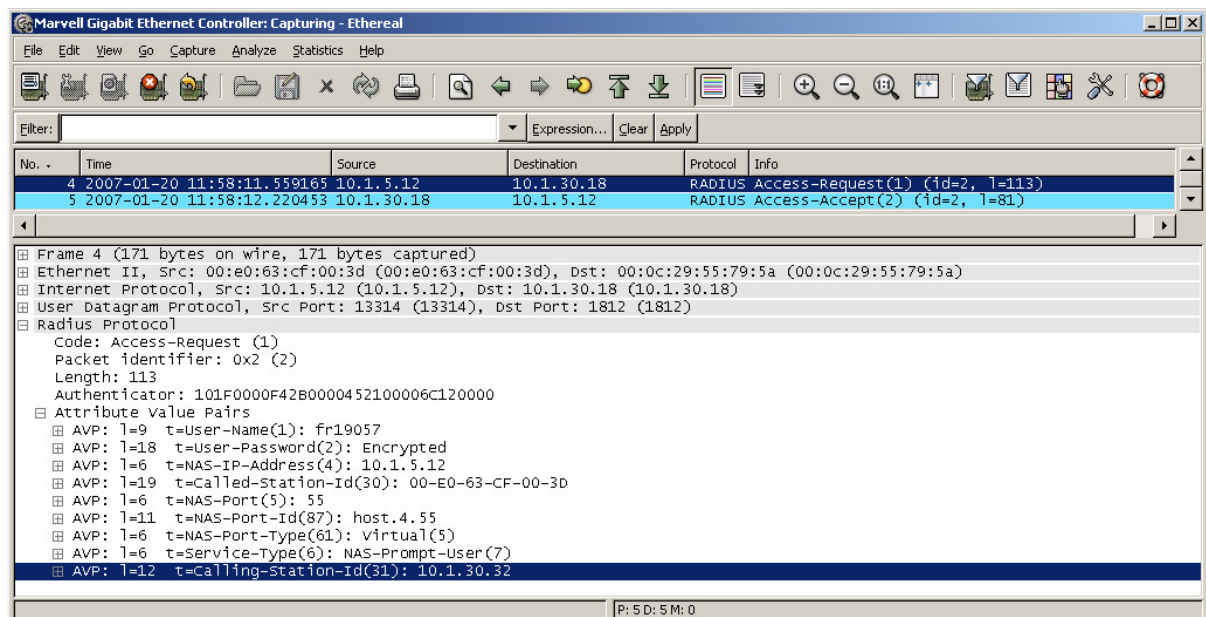 Marvell Gigabit Ethernet Controller: Capturing - Ethereal
File Edit View Go Capture Analyze Statistics Help
Filter: Expression... Clear Apply
No. Time Source Destination Protocol Info
4 2007-01-20 11:58:11.559165 10.1.5.12 10.1.30.18 RADIUS Access-Request(1) (id=2, l=113)
5 2007-01-20 11:58:12.220453 10.1.30.18 10.1.5.12 RADIUS Access-Accept(2) (id=2, l=81)
Frame 4 (171 bytes on wire, 171 bytes captured)
Ethernet II, Src: 00:e0:63:cf:00:3d (00:e0:63:cf:00:3d), Dst: 00:0c:29:55:79:5a (00:0c:29:55:79:5a)
Internet Protocol, Src: 10.1.5.12 (10.1.5.12), Dst: 10.1.30.18 (10.1.30.18)
User Datagram Protocol, Src Port: 13314 (13314), Dst Port: 1812 (1812)
Radius Protocol
Code: Access-Request (1)
Packet identifier: 0x2 (2)
Length: 113
Authenticator: 101F0000F42B0000452100006C120000
Attribute Value Pairs
AVP: l=9 t=User-Name(1): fr19057
AVP: l=18 t=User-Password(2): Encrypted
AVP: l=6 t=NAS-IP-Address(4): 10.1.5.12
AVP: l=19 t=Called-Station-Id(30): 00-E0-63-CF-00-3D
AVP: l=6 t=NAS-Port(5): 55
AVP: l=11 t=NAS-Port-Id(87): host.4.55
AVP: l=6 t=NAS-Port-Type(61): Virtual(5)
AVP: l=6 t=Service-Type(6): NAS-Prompt-User(7)
AVP: l=12 t=Calling-Station-Id(31): 10.1.30.32
P: 5 D: 5 M: 0